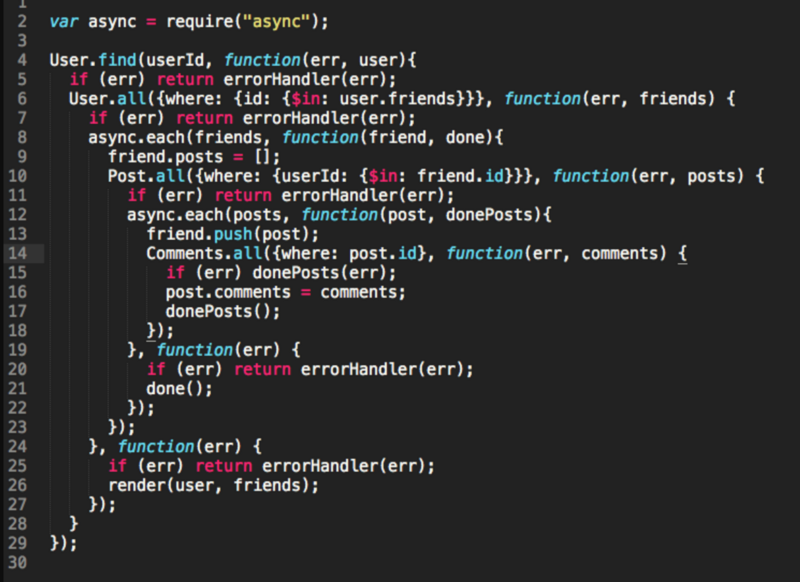 1
2 var async = require("async");
3
4 User.find(userId, function(err, user){
5   if (err) return errorHandler(err);
6   User.all({where: {id: {$in: user.friends}}}, function(err, friends) {
7     if (err) return errorHandler(err);
8     async.each(friends, function(friend, done){
9       friend.posts = [];
10       Post.all({where: {userId: {$in: friend.id}}}, function(err, posts) {
11         if (err) return errorHandler(err);
12         async.each(posts, function(post, donePosts){
13           friend.push(post);
14           Comments.all({where: post.id}, function(err, comments) {
15             if (err) donePosts(err);
16             post.comments = comments;
17             donePosts();
18           });
19         }, function(err) {
20           if (err) return errorHandler(err);
21           done();
22         });
23       });
24     }, function(err) {
25       if (err) return errorHandler(err);
26       render(user, friends);
27     });
28   }
29 });
30